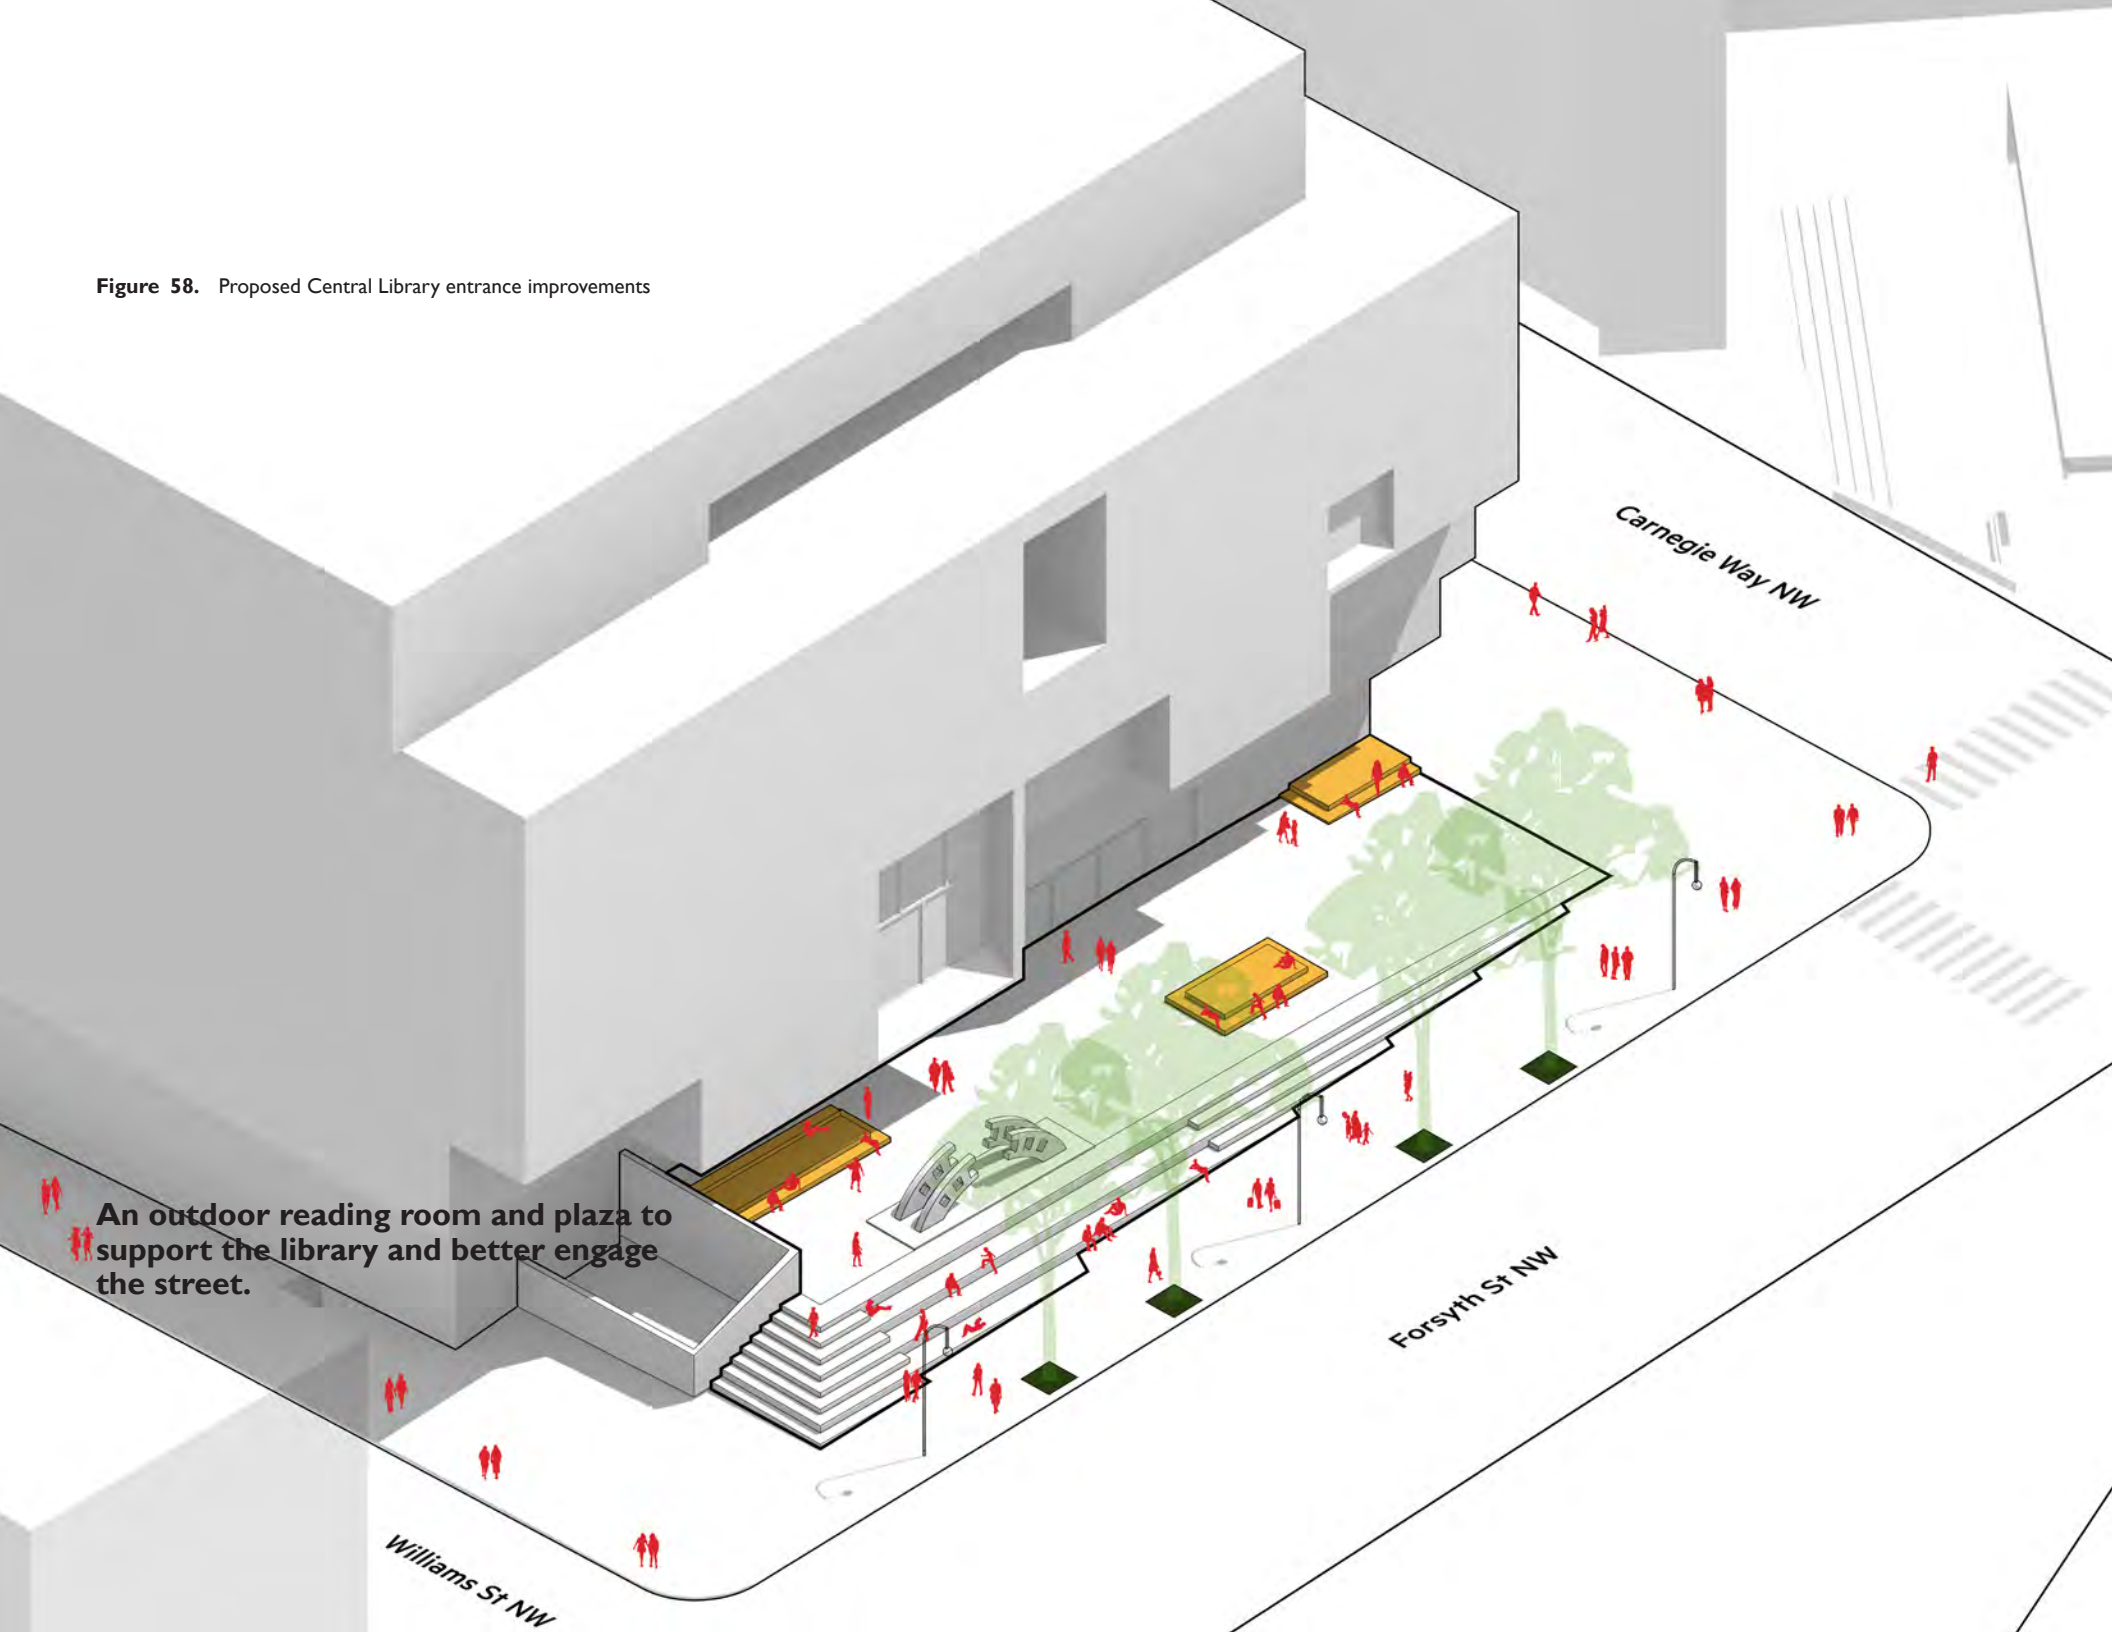 Figure 58. Proposed Central Library entrance improvements
Carnegie Way NW
An outdoor reading room and plaza to
support the library and better engage
the street.
Forsyth St NW
Williams St NW